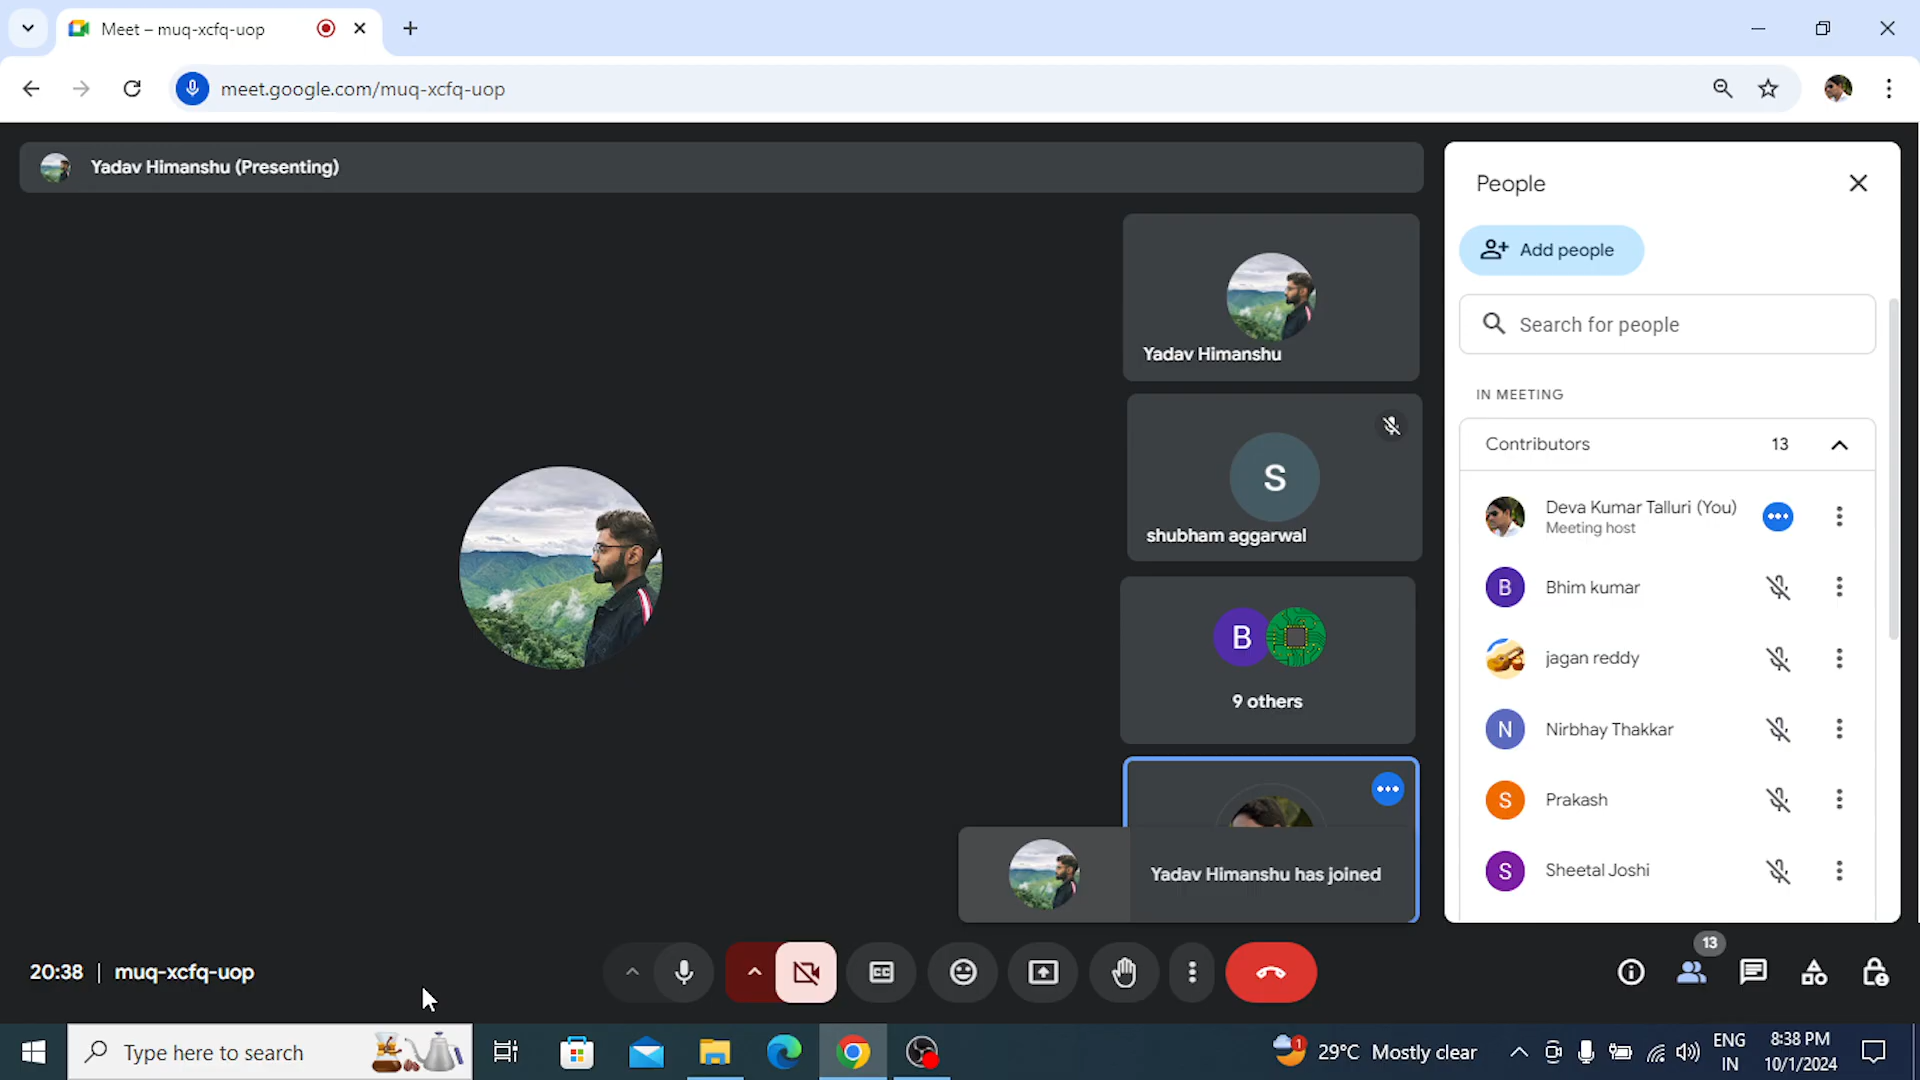 Meet – muq-xcfq-uop
meet.google.com/muq-xcfq-uop
Yadav Himanshu (Presenting)
Yadav Himanshu
S
shubham aggarwal
B
9 others
Yadav Himanshu has joined
People
Add people
Search for people
IN MEETING
Contributors 13
Deva Kumar Talluri (You)
Meeting host
B Bhim kumar
jagan reddy
N Nirbhay Thakkar
S Prakash
S Sheetal Joshi
20:38 | muq-xcfq-uop
CC
13
Type here to search
1
29°C Mostly clear
ENG
IN
8:38 PM
10/1/2024